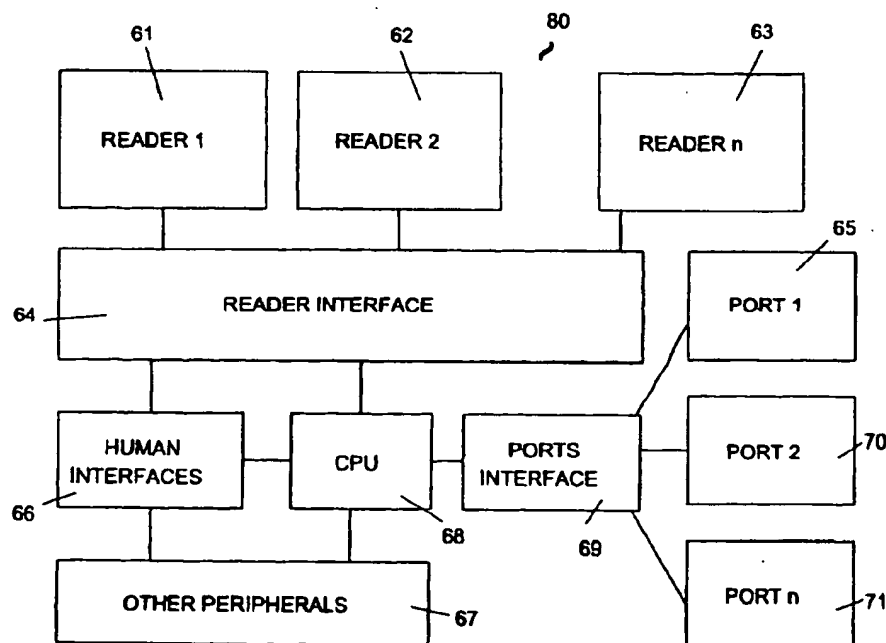 61
62
80
63
READER 1
READER 2
READER n
65
64
READER INTERFACE
PORT 1
HUMAN
INTERFACES
CPU
PORTS
INTERFACE
PORT 2
70
66
68
69
OTHER PERIPHERALS
67
PORT n
71